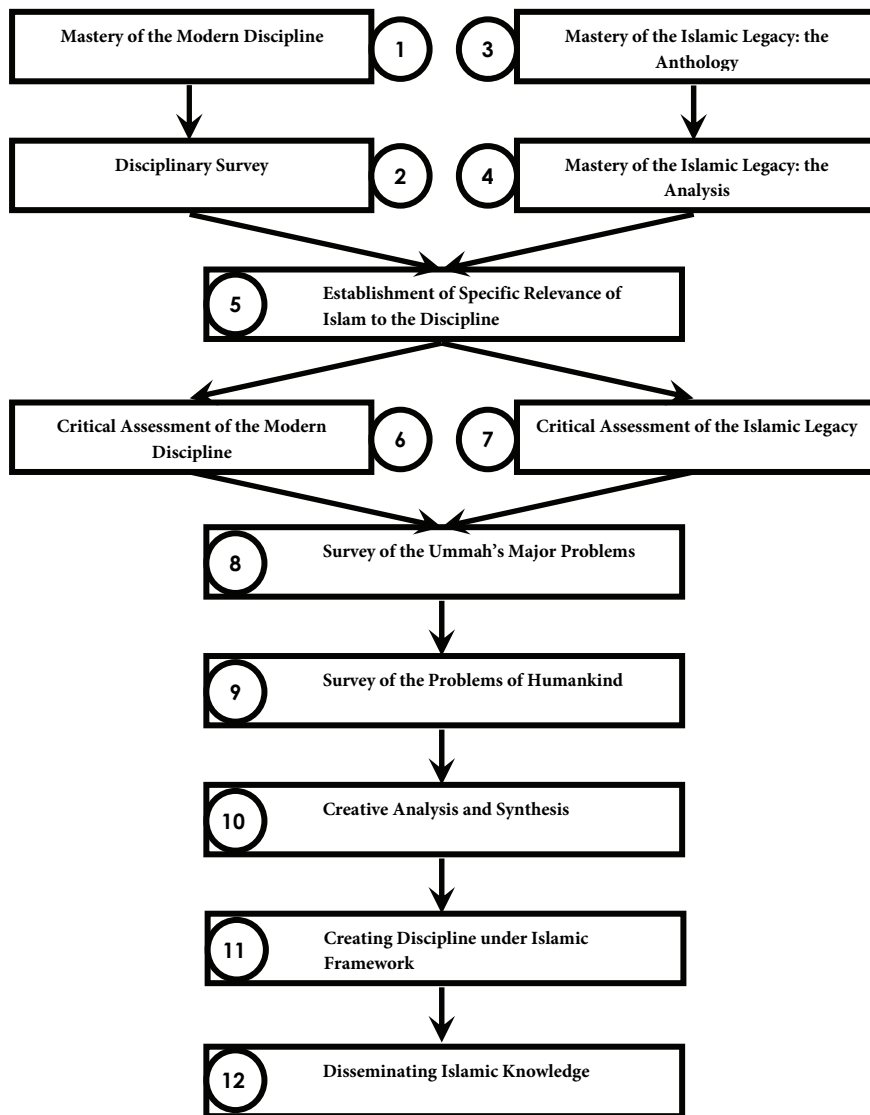 Mastery of the Modern Discipline
1
3
Mastery of the Islamic Legacy: the
Anthology
Disciplinary Survey
2
4
Mastery of the Islamic Legacy: the
Analysis
5
Establishment of Specific Relevance of
Islam to the Discipline
Critical Assessment of the Modern
Discipline
6
7
Critical Assessment of the Islamic Legacy
8
Survey of the Ummah's Major Problems
9
Survey of the Problems of Humankind
10
Creative Analysis and Synthesis
11
Creating Discipline under Islamic
Framework
12
Disseminating Islamic Knowledge